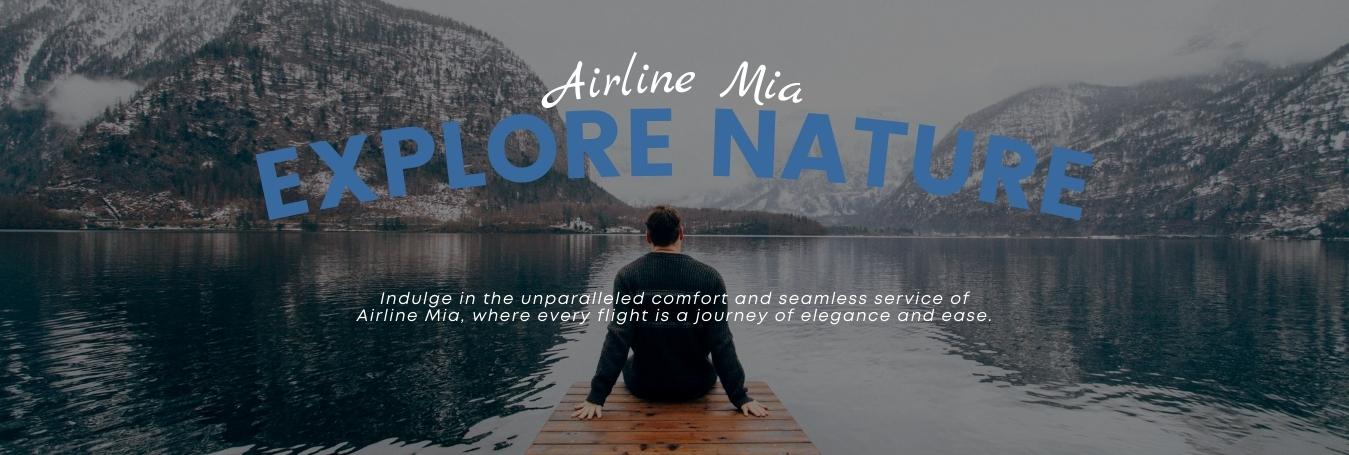 Airline Mia
EXPLORE NATURE
Indulge in the unparalleled comfort and seamless service of
Airline Mia, where every flight is a journey of elegance and ease.